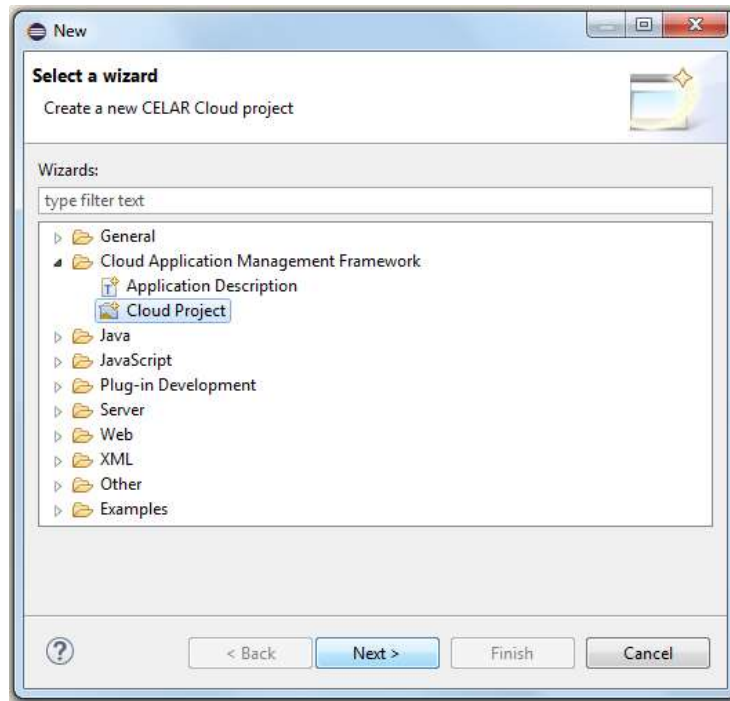 New
Select a wizard
Create a new CELAR Cloud project
Wizards:
type filter text
General
Cloud Application Management Framework
Application Description
Cloud Project
Java
JavaScript
Plug-in Development
Server
Web
XML
Other
Examples
?
< Back
Next >
Finish
Cancel